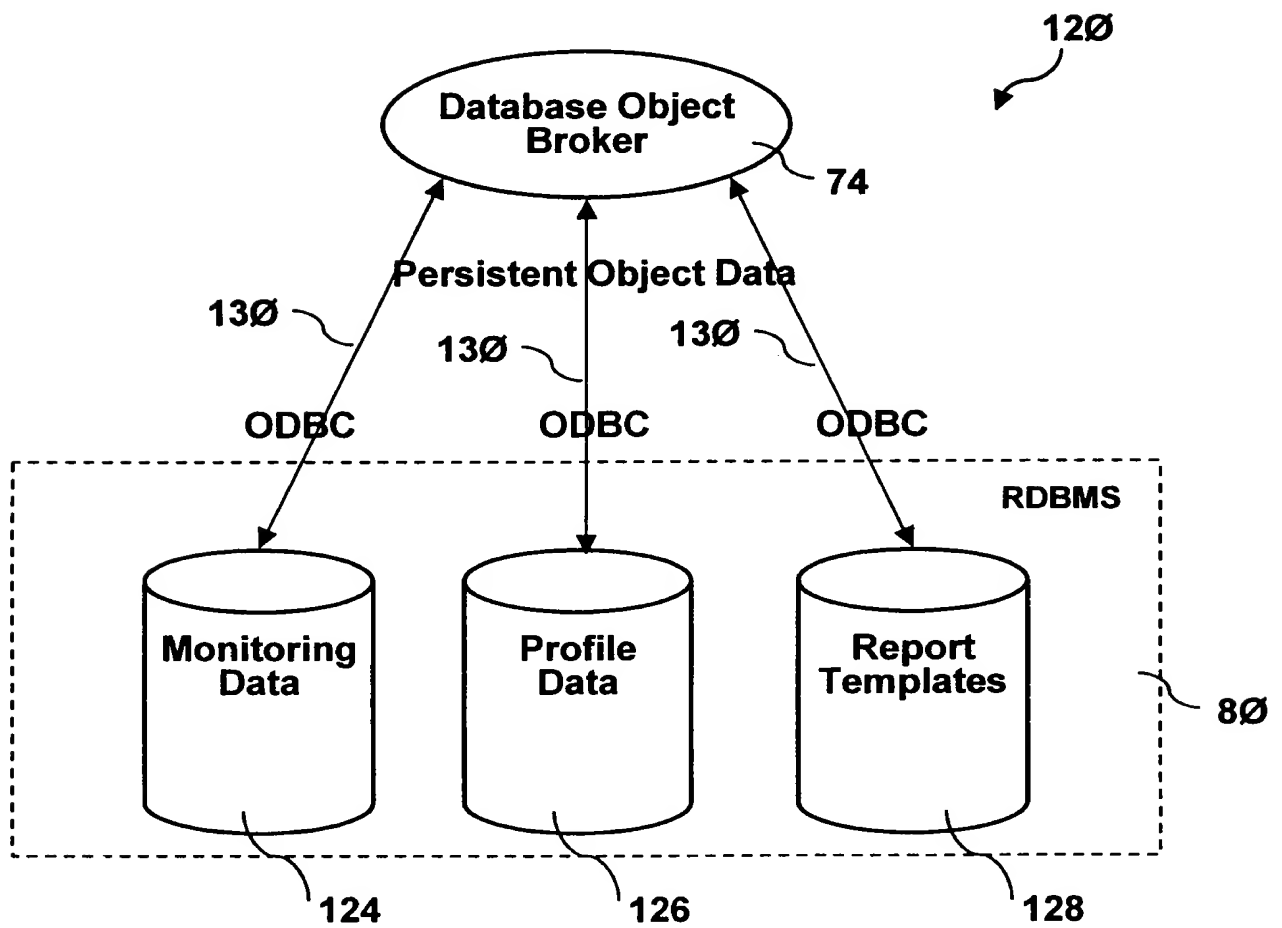 12Ø
Database Object
Broker
74
Persistent Object Data
13Ø
13Ø
13Ø
ODBC
ODBC
ODBC
RDBMS
Monitoring
Data
Profile
Data
Report
Templates
8Ø
124
126
128